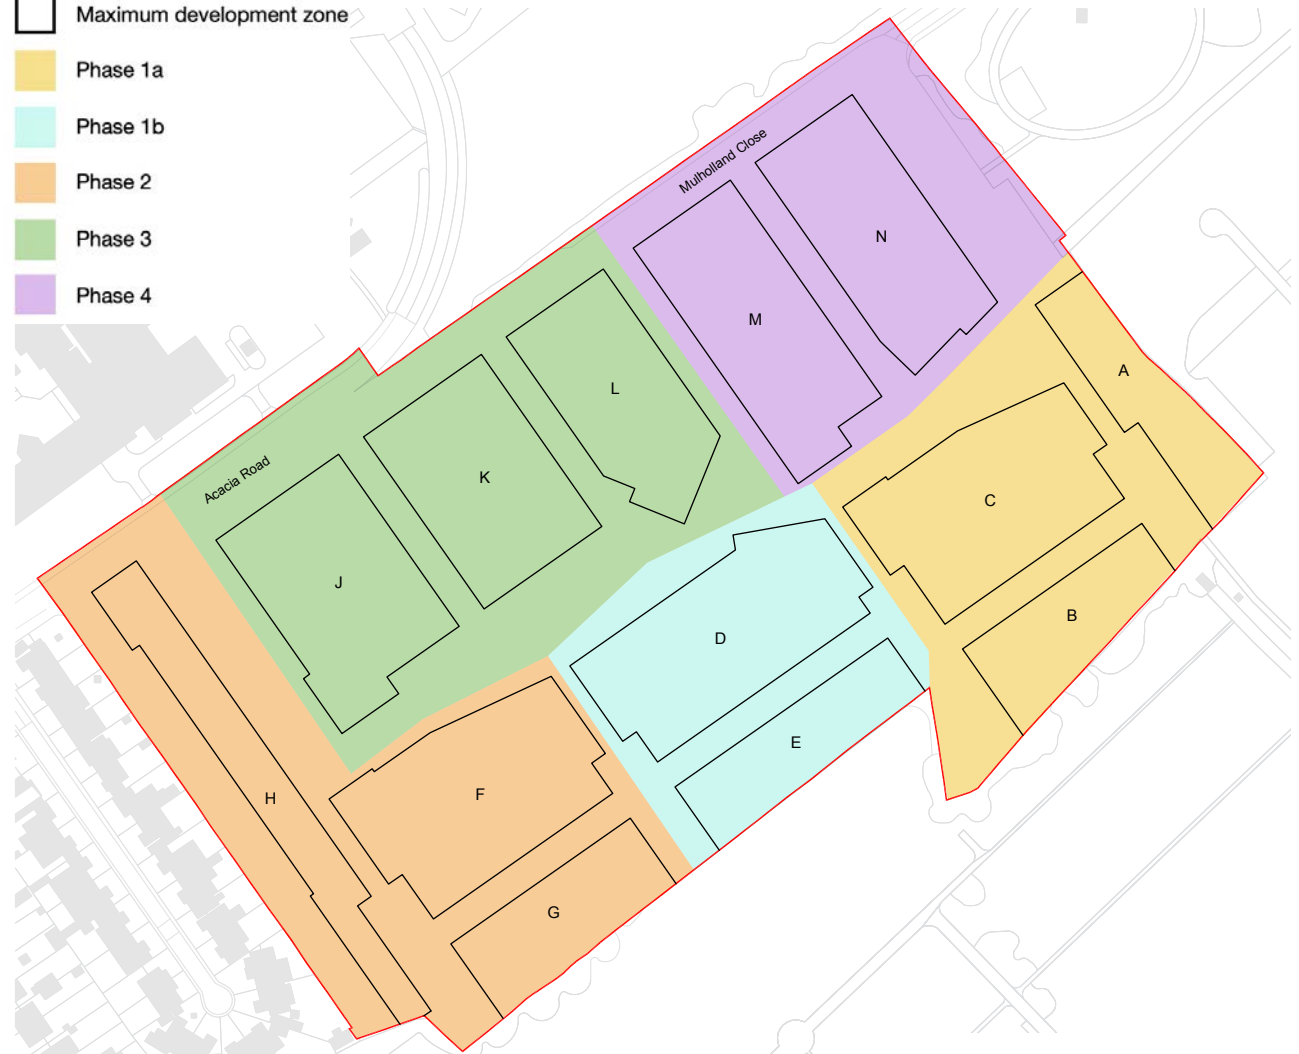 Maximum development zone
Phase 1a
Phase 1b
Phase 2
Phase 3
Phase 4
Mulholland Close
N
M
A
L
Acacia Road
K
C
J
B
D
E
H
F
G